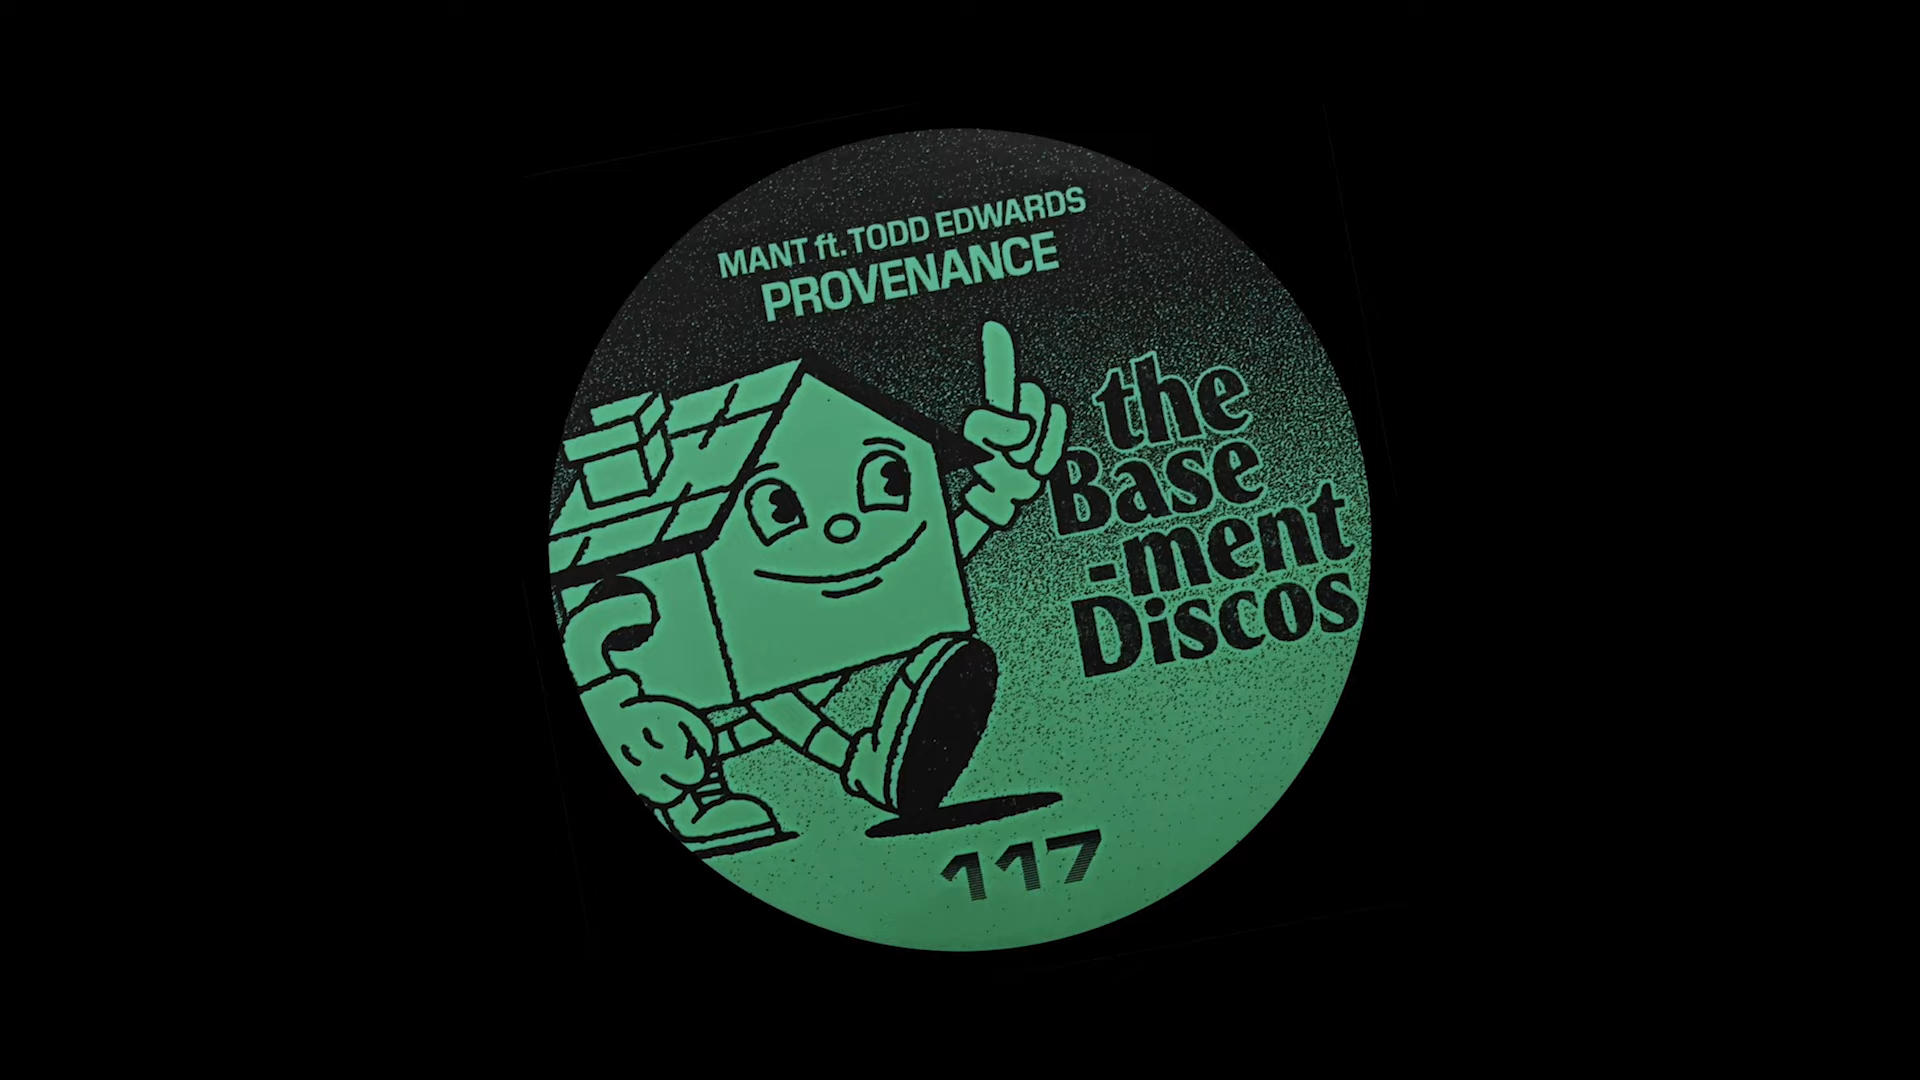 MANT ft. TODD EDWARDS
PROVENANCE
the
Base
-ment
Discos
117